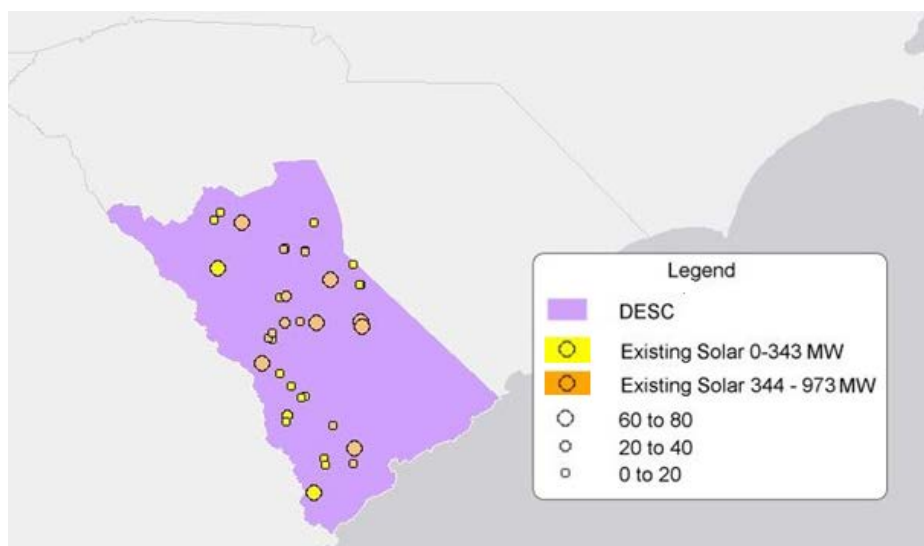 Legend
DESC
Existing Solar 0-343 MW
Existing Solar 344 - 973 MW
60 to 80
20 to 40
0 to 20